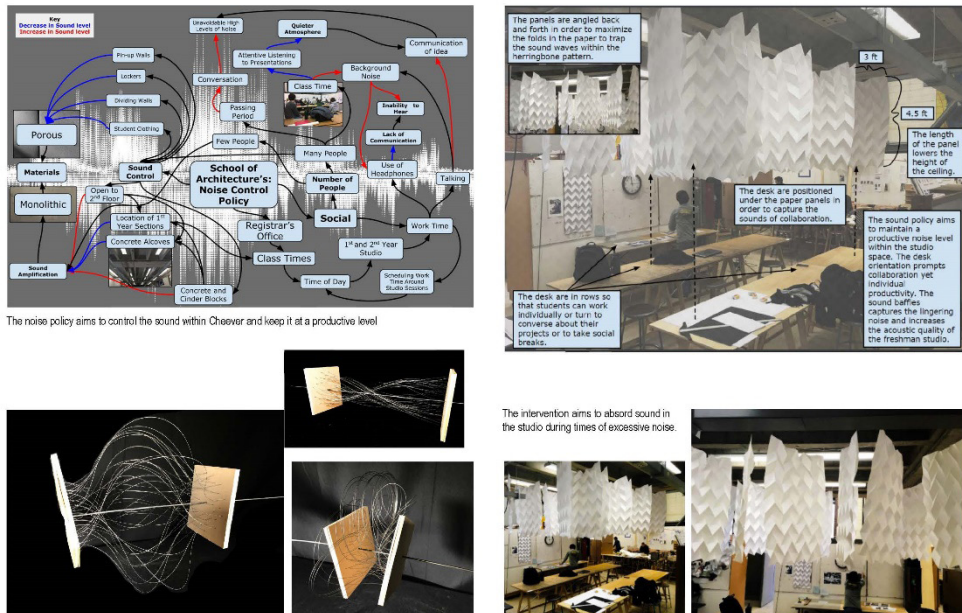 Key
Decrease in Sound level
Increase in Sound level
Unavoidable High
Levels of Noise
Quieter
Atmosphere
Communication
of idea
Pin-up Walls
Attentive Listening
to Presentations
Background
Noise
Lockers
Conversation
Class Time
Inability to
Hear
Dividing Walls
Passing
Period
Porous
Student Clothing
Lack of
Communication
Few People
Many People
Materials
Sound
Control
School of
Architecture's:
Noise Control
Policy
Use of
Headphones
Talking
Number of
People
Open to
2nd Floor
Monolithic
Social
Location of 1st
Year Sections
Registrar's
Office
Work Time
Concrete Alcoves
1st and 2nd Year
Studio
Class Times
Sound
Amplification
Time of Day
Scheduling Work
Time Around
Studio Sessions
Concrete and
Cinder Blocks
The noise policy aims to control the sound within Cheever and keep it at a productive level
The panels are angled back
and forth in order to maximize
the folds in the paper to trap
the sound waves within the
herringbone pattern.
3 ft
4.5 ft
The length
of the panel
lowers the
height of
the ceiling.
The desk are positioned
under the paper panels in
order to capture the
sounds of collaboration.
The sound policy aims
to maintain a
productive noise level
within the studio
space. The desk
orientation prompts
collaboration yet
individual
productivity. The
sound baffles
captures the lingering
noise and increases
the acoustic quality of
the freshman studio.
The desk are in rows so
that students can work
individually or turn to
converse about their
projects or to take social
breaks.
The intervention aims to absord sound in
the studio during times of excessive noise.